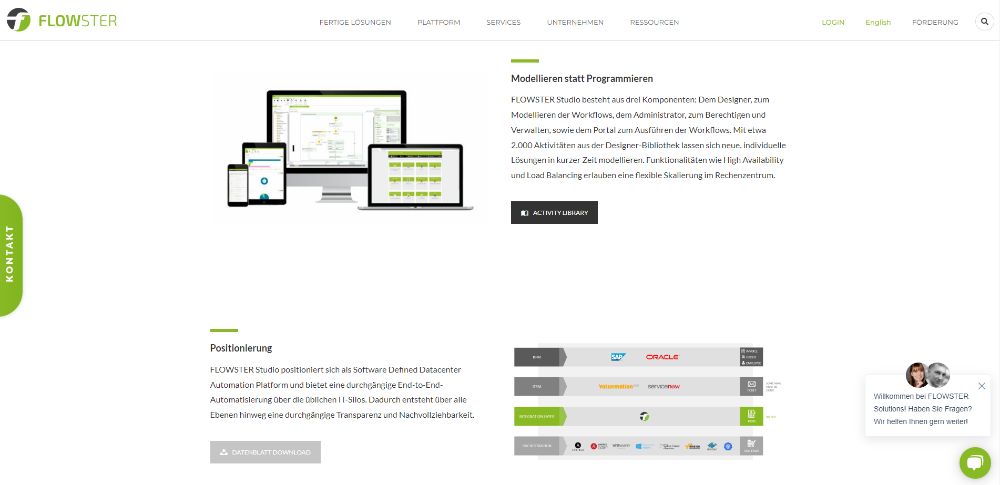 FLOWSTER
FERTIGE LÖSUNGEN
PLATTFORM
SERVICES
UNTERNEHMEN
RESSOURCEN
LOGIN
English
FÖRDERUNG
Modellieren statt Programmieren
FLOWSTER Studio besteht aus drei Komponenten: Dem Designer, zum
Modellieren der Workflows, dem Administrator, zum Berechtigen und
Verwalten, sowie dem Portal zum Ausführen der Workflows. Mit etwa
2.000 Aktivitäten aus der Designer-Bibliothek lassen sich neue, individuelle
Lösungen in kurzer Zeit modellieren. Funktionalitäten wie High Availability
und Load Balancing erlauben eine flexible Skalierung im Rechenzentrum.
ACTIVITY LIBRARY
KONTAKT
Positionierung
FLOWSTER Studio positioniert sich als Software Defined Datacenter
Automation Platform und bietet eine durchgängige End-to-End-
Automatisierung über die üblichen IT-Silos. Dadurch entsteht über alle
Ebenen hinweg eine durchgängige Transparenz und Nachvollziehbarkeit.
DATENBLATT DOWNLOAD
SAP
ORACLE
ITSM
servicenow
Willkommen bei FLOWSTER
Solutions! Haben Sie Fragen?
Wir helfen Ihnen gern weiter!